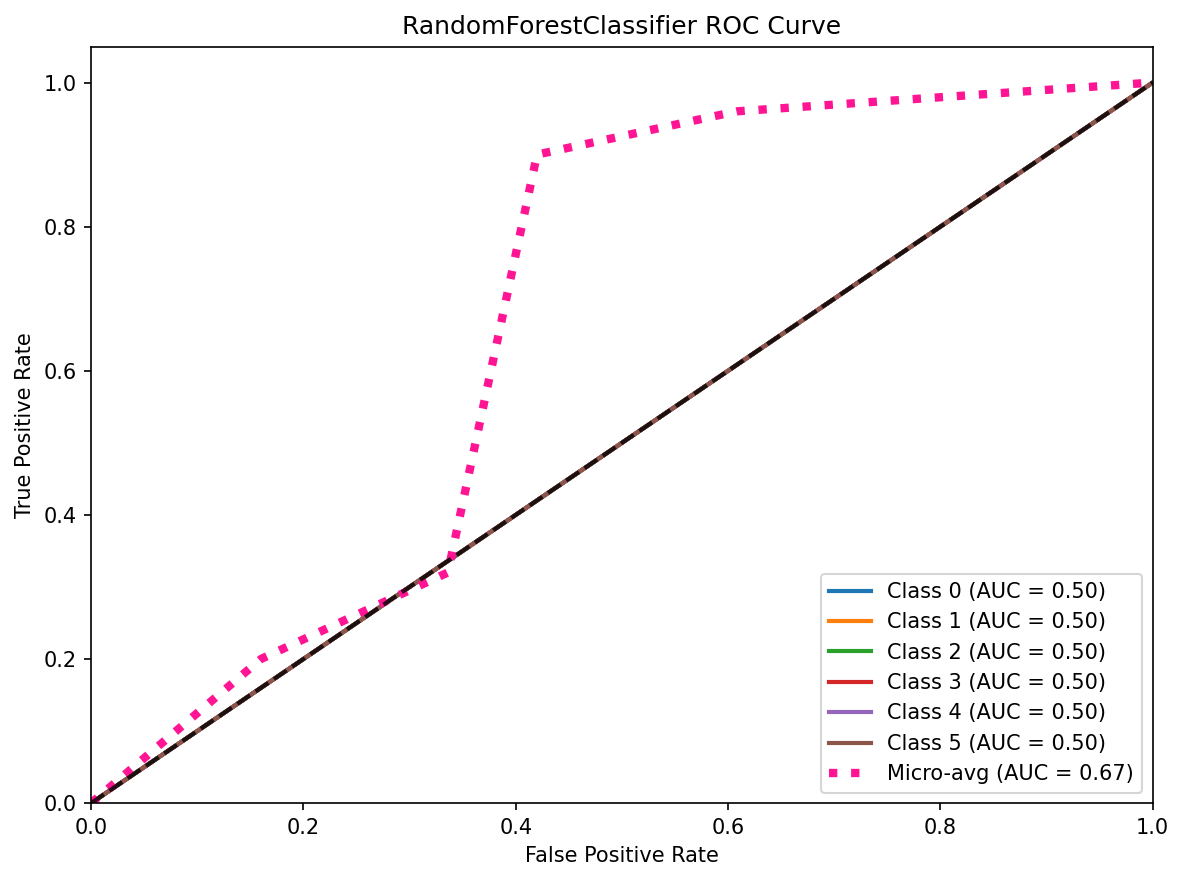 RandomForestClassifier ROC Curve
1.0
0.8
0.6
0.4
0.2
0.0
True Positive Rate
Class 0 (AUC = 0.50)
Class 1 (AUC = 0.50)
Class 2 (AUC = 0.50)
Class 3 (AUC = 0.50)
Class 4 (AUC = 0.50)
Class 5 (AUC = 0.50)
Micro-avg (AUC = 0.67)
0.0 0.2 0.4 0.6 0.8 1.0
False Positive Rate